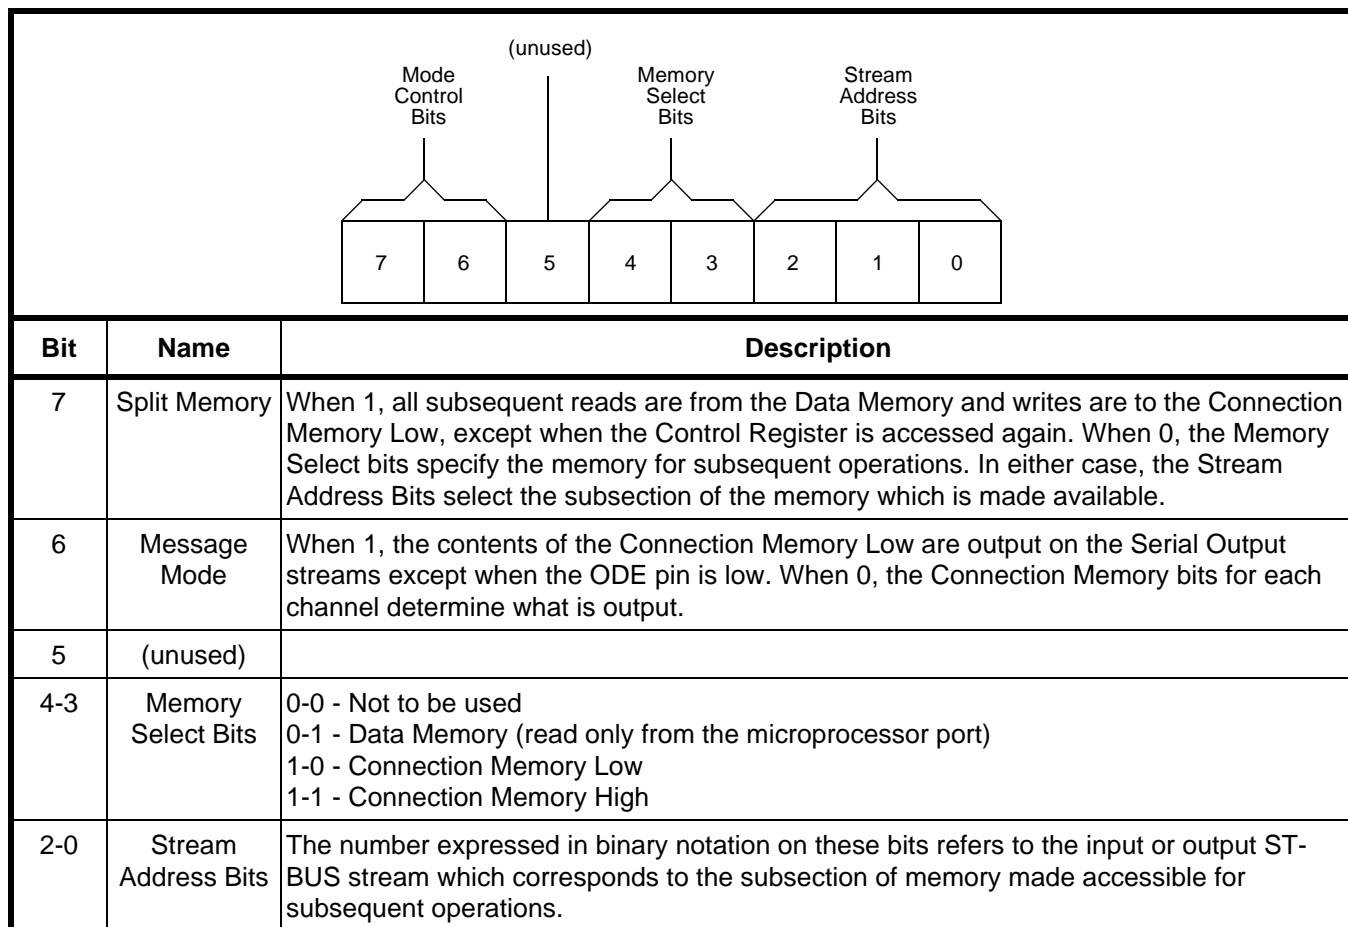 (unused)
Mode
Control
Bits
Memory
Select
Bits
Stream
Address
Bits
7 6 5 4 3 2 1 0
Bit Name Description
7 Split Memory When 1, all subsequent reads are from the Data Memory and writes are to the Connection
Memory Low, except when the Control Register is accessed again. When 0, the Memory
Select bits specify the memory for subsequent operations. In either case, the Stream
Address Bits select the subsection of the memory which is made available.
6 Message When 1, the contents of the Connection Memory Low are output on the Serial Output
Mode streams except when the ODE pin is low. When 0, the Connection Memory bits for each
channel determine what is output.
5 (unused)
4-3 Memory 0-0 - Not to be used
Select Bits 0-1 - Data Memory (read only from the microprocessor port)
1-0 - Connection Memory Low
1-1 - Connection Memory High
2-0 Stream The number expressed in binary notation on these bits refers to the input or output ST-
Address Bits BUS stream which corresponds to the subsection of memory made accessible for
subsequent operations.